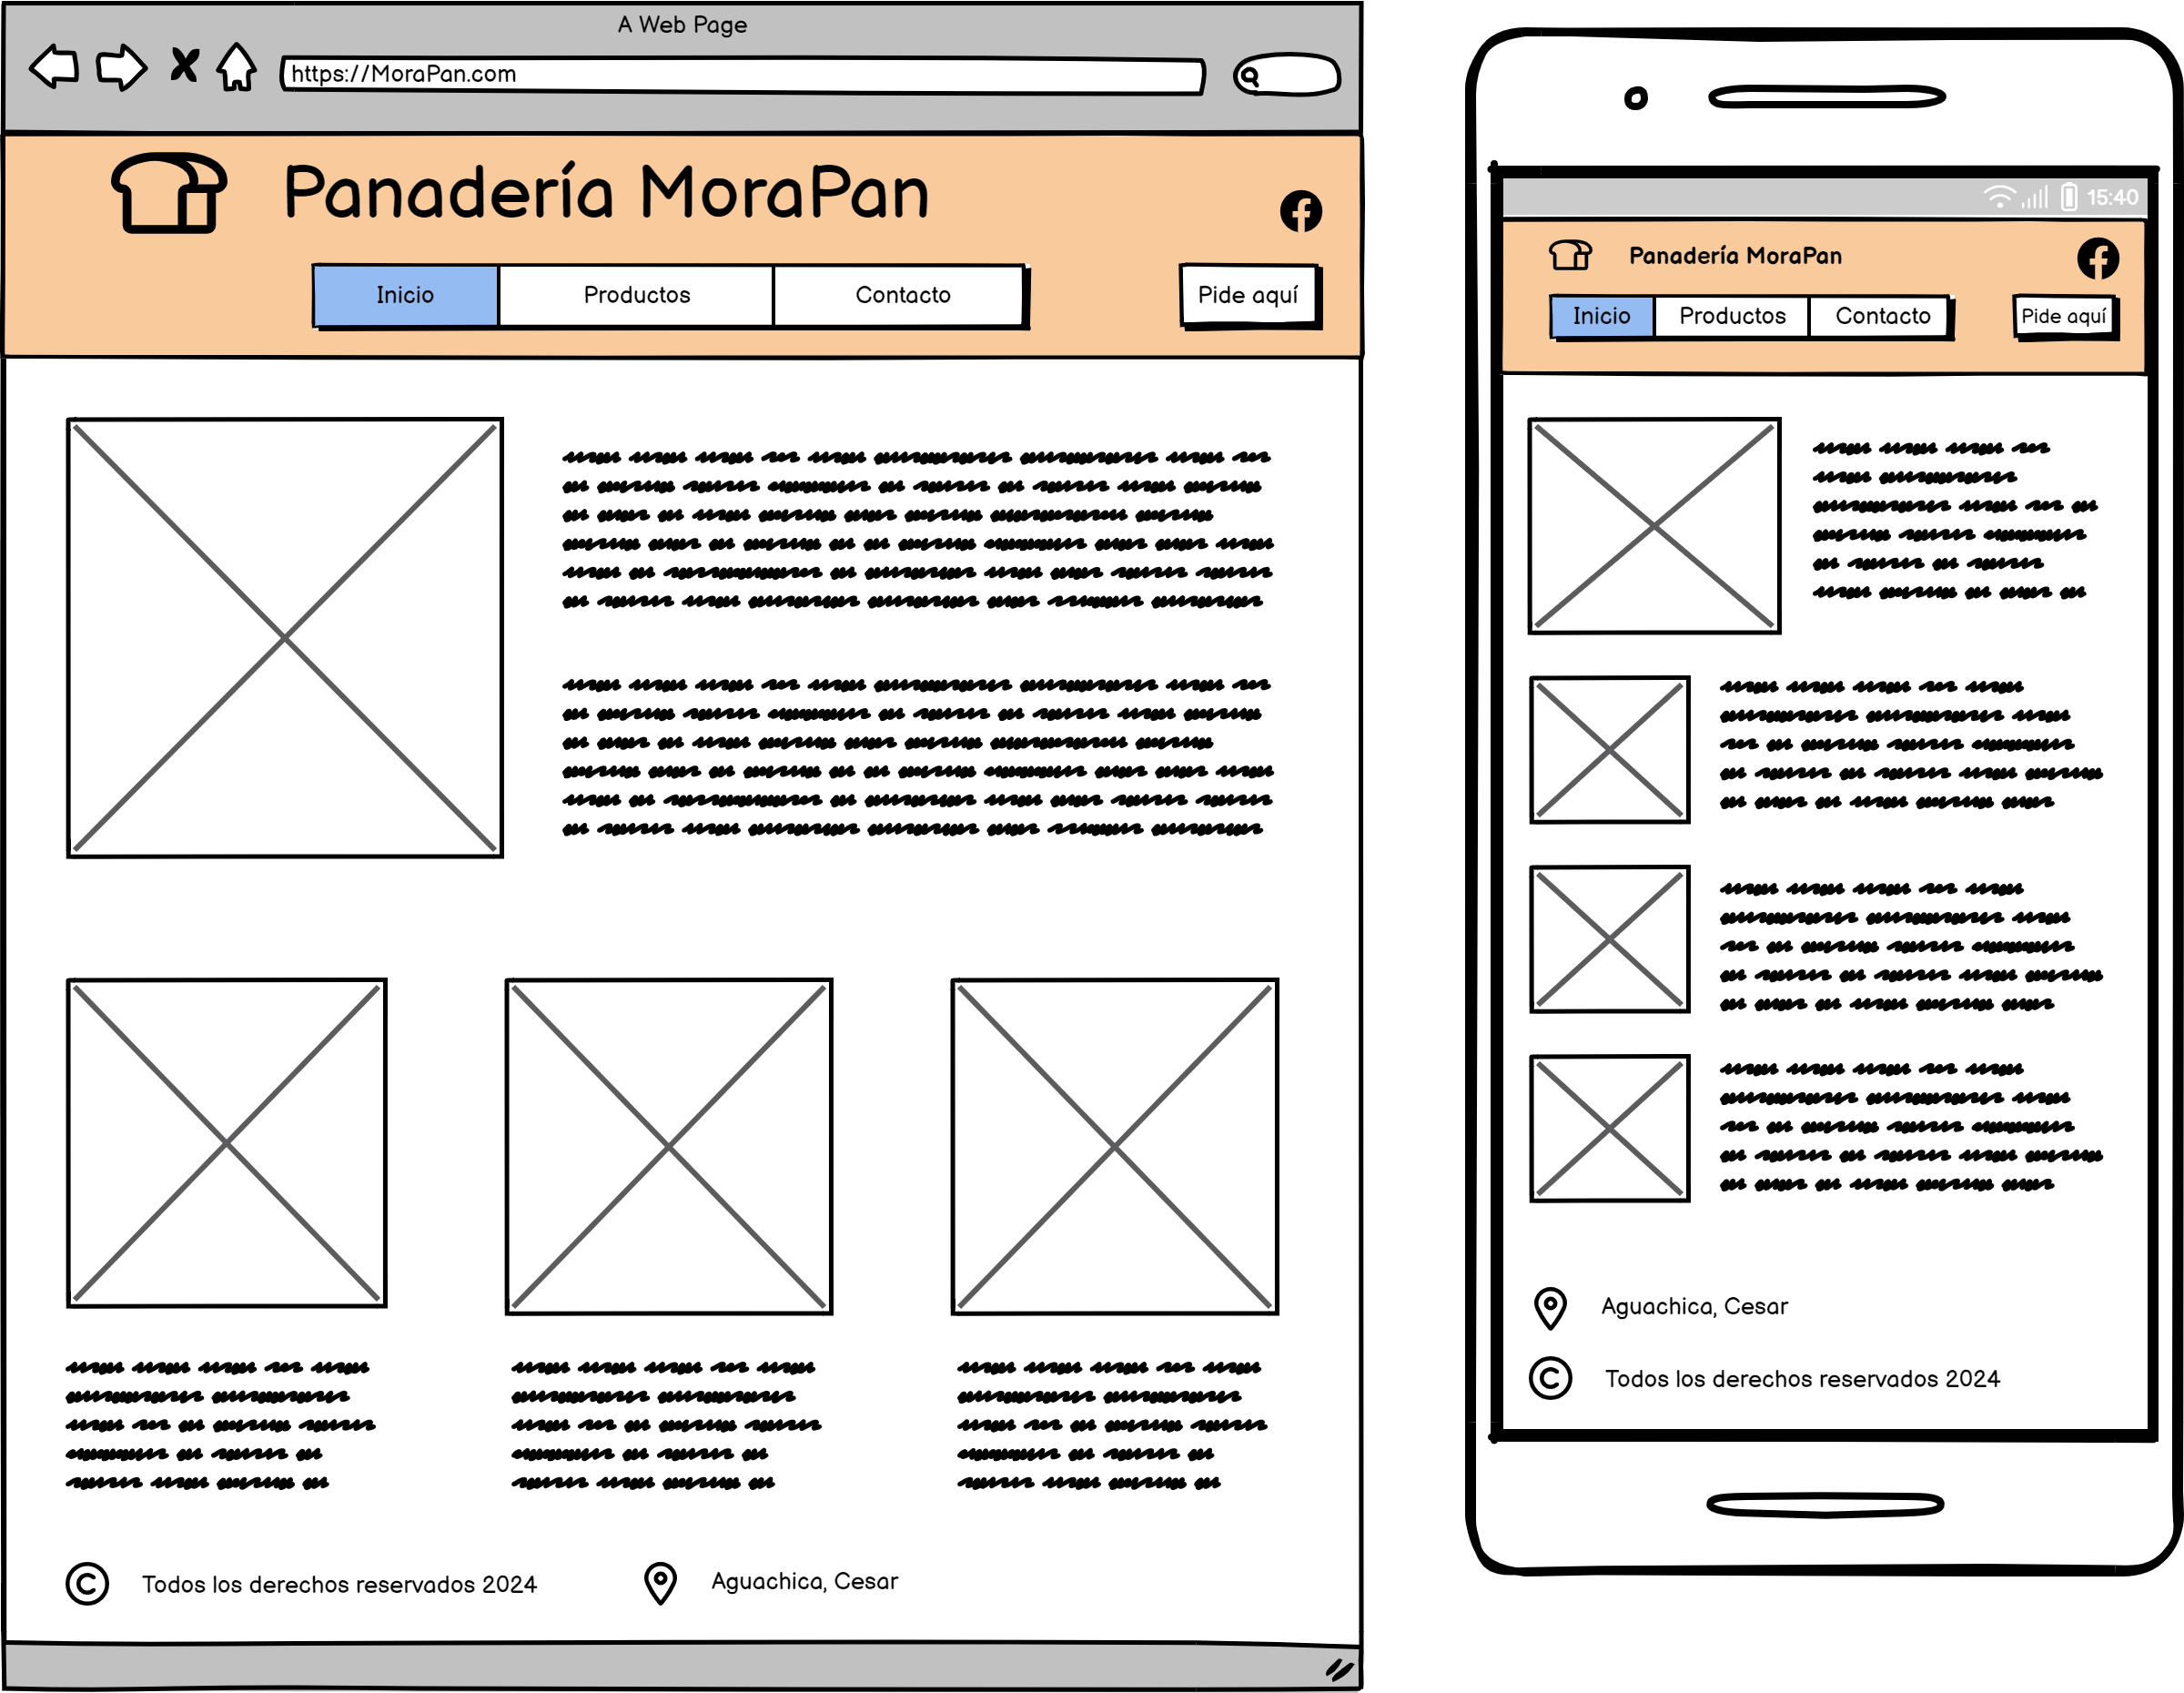 A Web Page
https://MoraPan.com
Panadería MoraPan
Inicio
Productos
Contacto
Pide aquí
Todos los derechos reservados 2024
Aguachica, Cesar
15:40
Panadería MoraPan
Inicio
Productos
Contacto
Pide aquí
Aguachica, Cesar
Todos los derechos reservados 2024